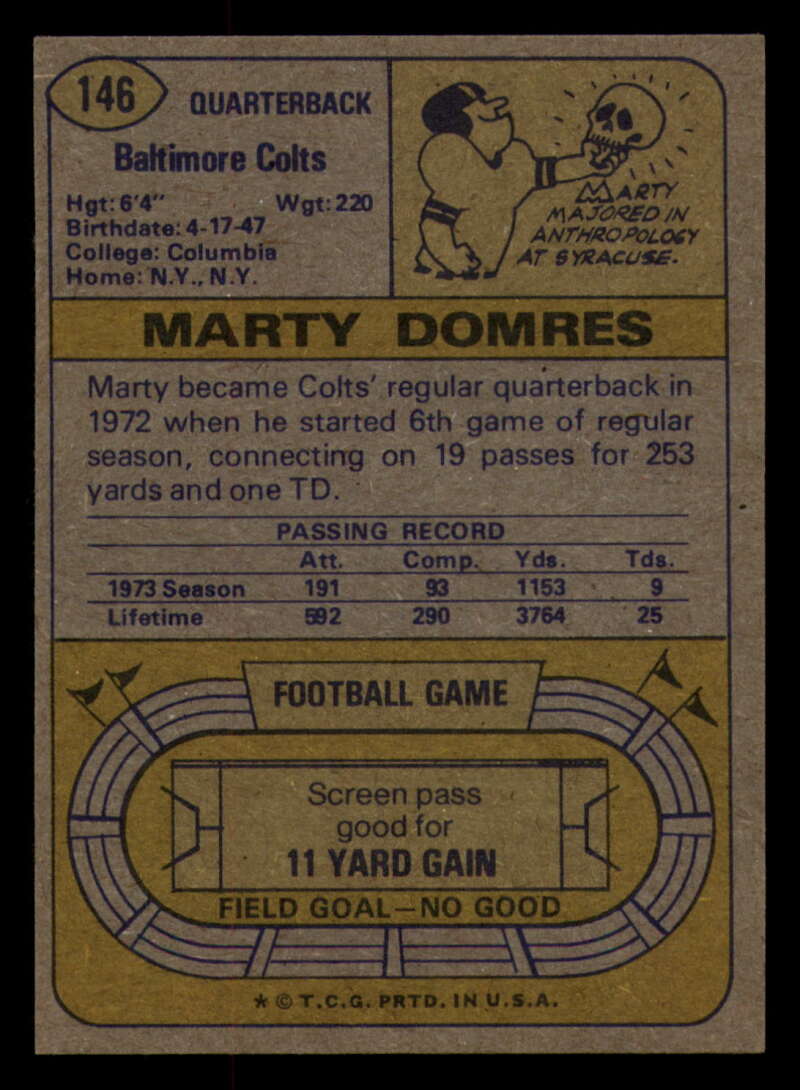 146
QUARTERBACK
Baltimore Colts
Hgt: 6'4" Wgt: 220
Birthdate: 4-17-47
College: Columbia
Home: N.Y., N.Y.
MARTY
MAJORED IN
ANTHROPOLOGY
AT SYRACUSE.
MARTY DOMRES
Marty became Colts' regular quarterback in
1972 when he started 6th game of regular
season, connecting on 19 passes for 253
yards and one TD.
PASSING RECORD
Att. Comp. Yds. Tds.
1973 Season 191 93 1153 9
Lifetime 592 290 3764 25
FOOTBALL GAME
Screen pass
good for
11 YARD GAIN
FIELD GOAL—NO GOOD
* © T.C.G. PRTD. IN U.S.A.